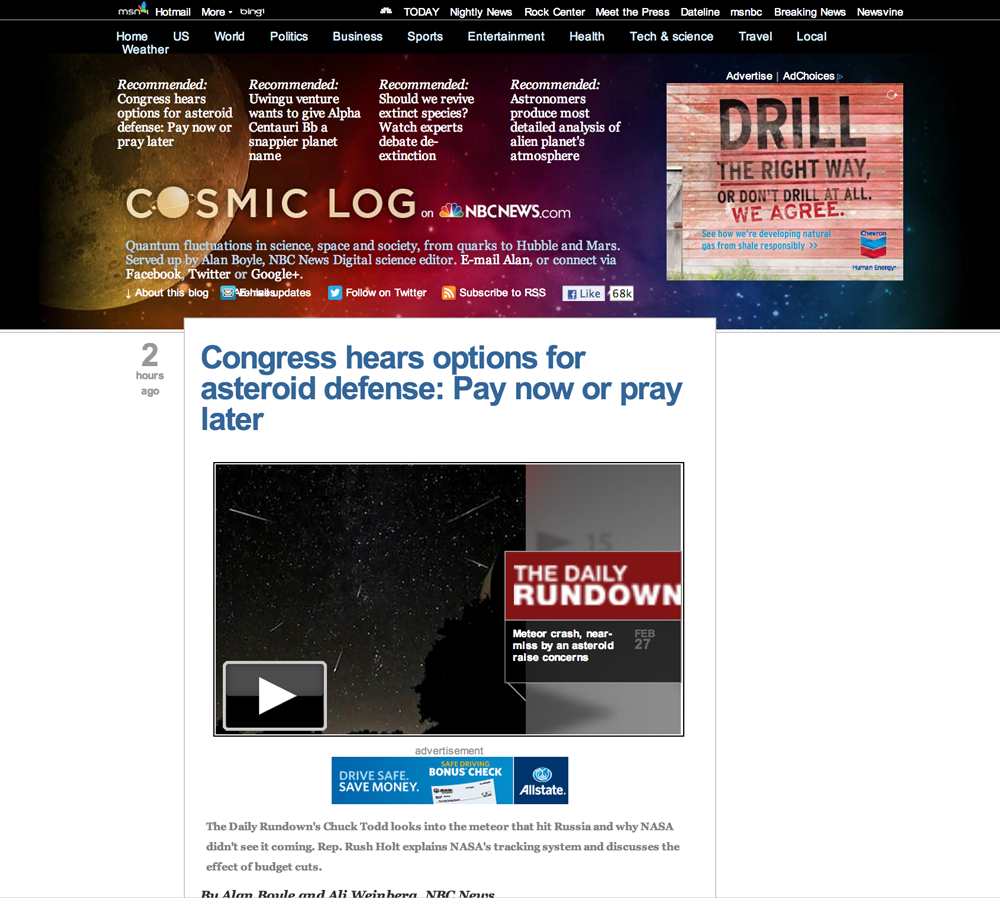 msn Hotmail More bing TODAY Nightly News Rock Center Meet the Press Dateline msnbc Breaking News Newsvine
Home US World Politics Business Sports Entertainment Health Tech & science Travel Local
Weather
Advertise | AdChoices
Recommended:
Congress hears
options for asteroid
defense: Pay now or
pray later
Recommended:
Uwingu venture
wants to give Alpha
Centauri Bb a
snappier planet
name
Recommended:
Should we revive
extinct species?
Watch experts
debate de-
extinction
Recommended:
Astronomers
produce most
detailed analysis of
alien planet's
atmosphere
DRILL
THE RIGHT WAY,
OR DON'T DRILL AT ALL.
WE AGREE.
See how we're developing natural
gas from shale responsibly >>
Chevron
Human Energy®
COSMIC LOG on NBCNEWS.com
Quantum fluctuations in science, space and society, from quarks to Hubble and Mars.
Served up by Alan Boyle, NBC News Digital science editor. E-mail Alan, or connect via
Facebook, Twitter or Google+.
↓ About this blog E-mail updates Follow on Twitter Subscribe to RSS Like 68k
2
hours
ago
Congress hears options for
asteroid defense: Pay now or pray
later
15
THE DAILY
RUNDOWN
Meteor crash, near-
miss by an asteroid
raise concerns
FEB
27
advertisement
DRIVE SAFE.
SAVE MONEY.
SAFE DRIVING
BONUS CHECK
Allstate.
The Daily Rundown's Chuck Todd looks into the meteor that hit Russia and why NASA
didn't see it coming. Rep. Rush Holt explains NASA's tracking system and discusses the
effect of budget cuts.
By Alan Boyle and Ali Weinberg, NBC News